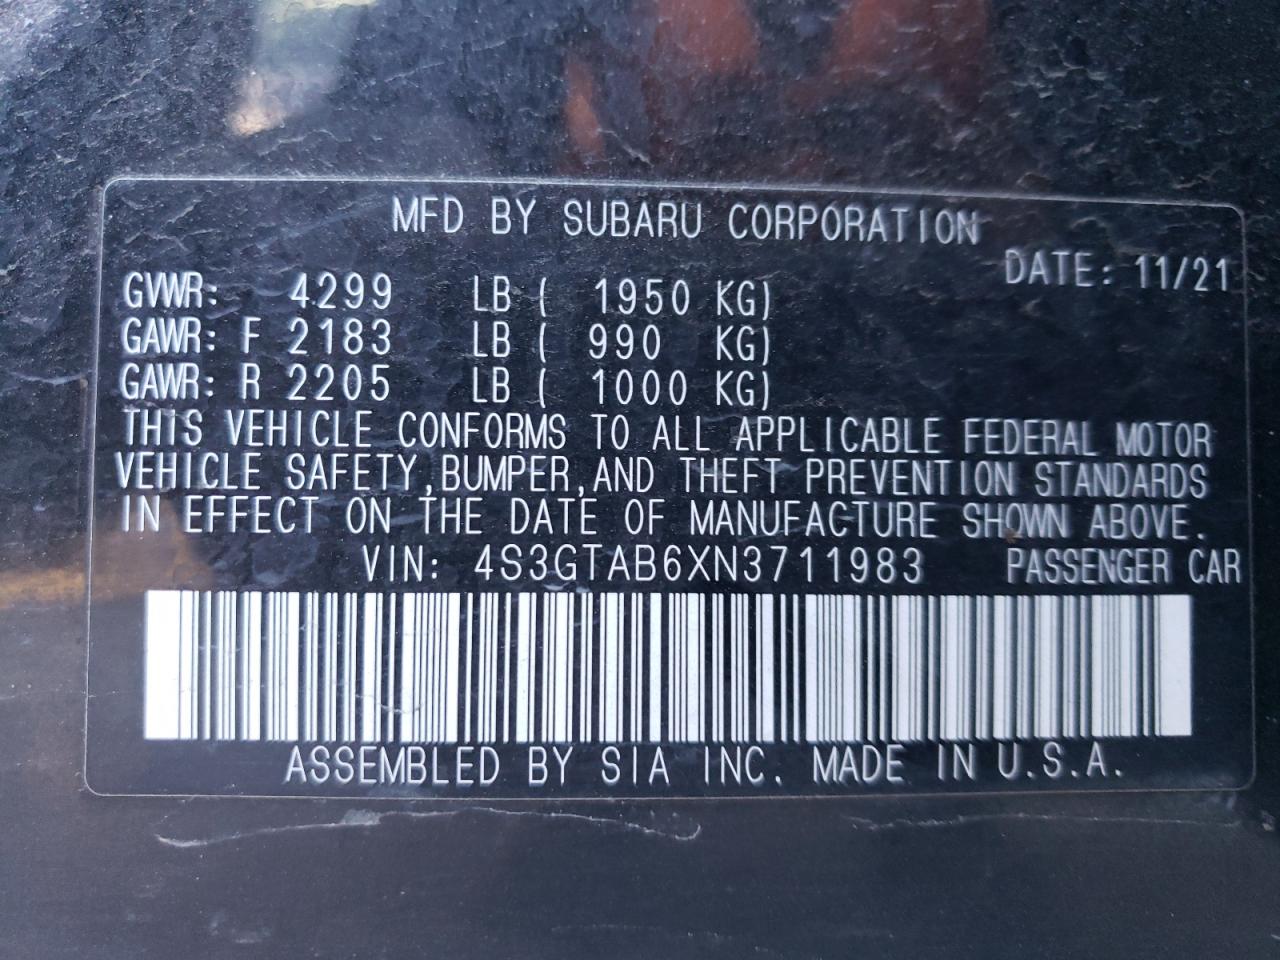 MFD BY SUBARU CORPORATION
DATE: 11/21
GVWR: 4299 LB ( 1950 KG)
GAWR: F 2183 LB ( 990 KG)
GAWR: R 2205 LB ( 1000 KG)
THIS VEHICLE CONFORMS TO ALL APPLICABLE FEDERAL MOTOR
VEHICLE SAFETY,BUMPER,AND THEFT PREVENTION STANDARDS
IN EFFECT ON THE DATE OF MANUFACTURE SHOWN ABOVE.
VIN: 4S3GTAB6XN3711983 PASSENGER CAR
ASSEMBLED BY SIA INC. MADE IN U.S.A.